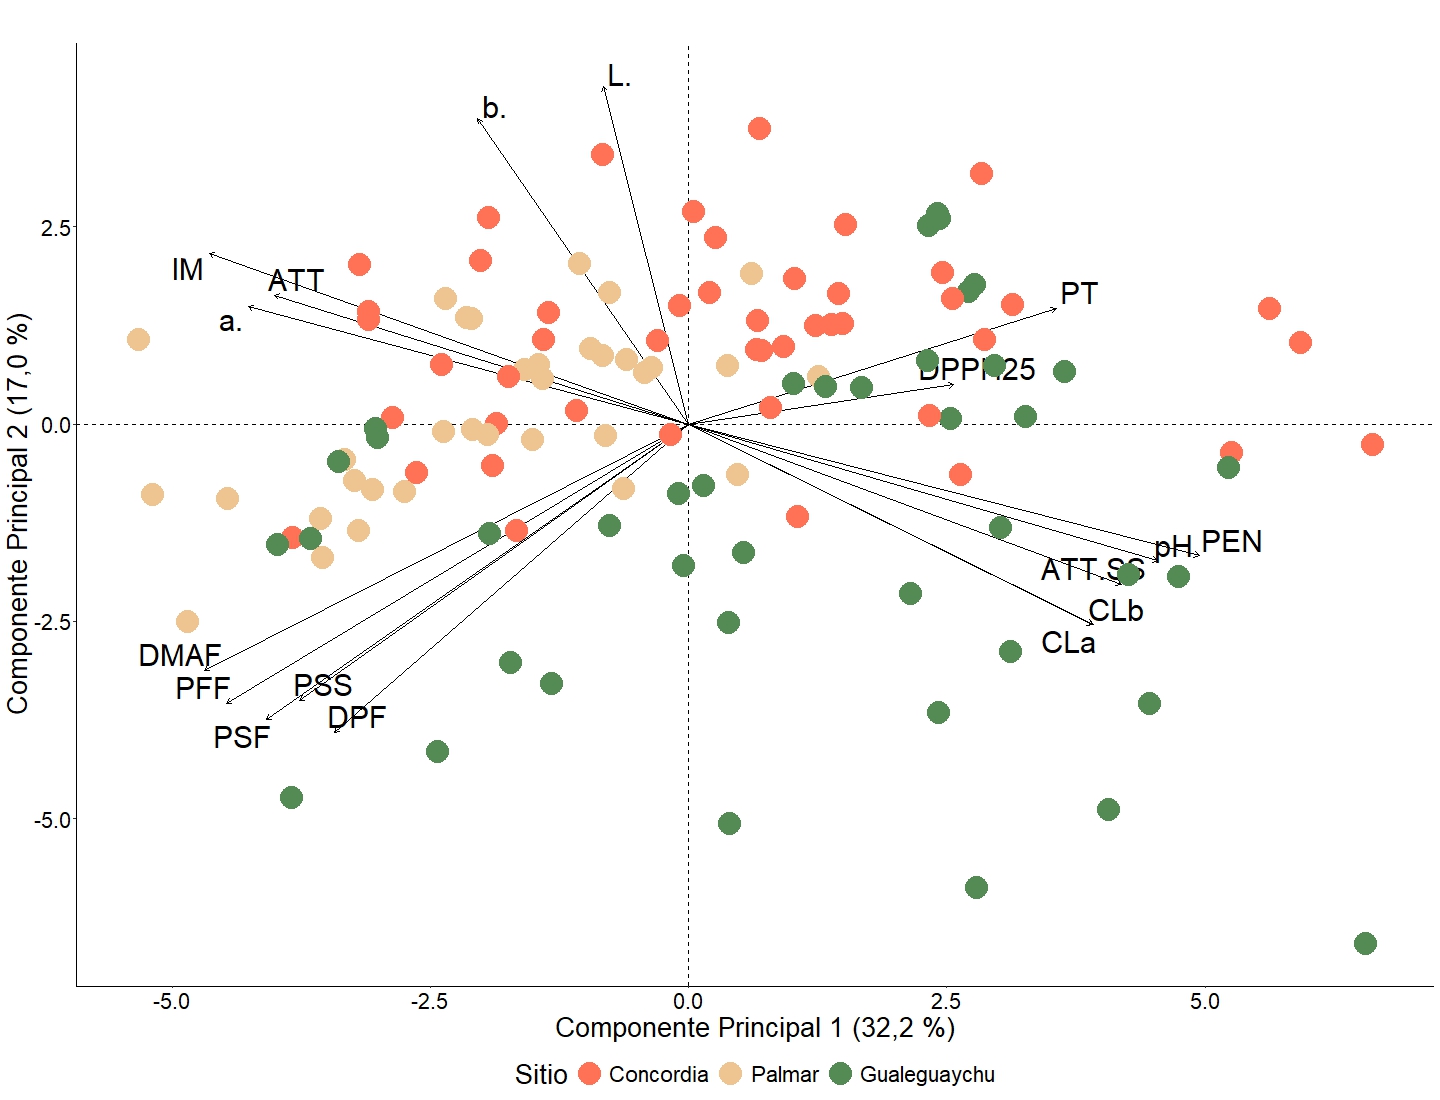 L.
b.
2.5
IM
ATT
a.
PT
DPPH25
0.0
pH
PEN
ATT.SS
CLb
CLa
-2.5
DMAF
PFF
PSS
DPF
PSF
-5.0
Componente Principal 2 (17,0 %)
-5.0 -2.5 0.0 2.5 5.0
Componente Principal 1 (32,2 %)
Sitio Concordia Palmar Gualeguaychu